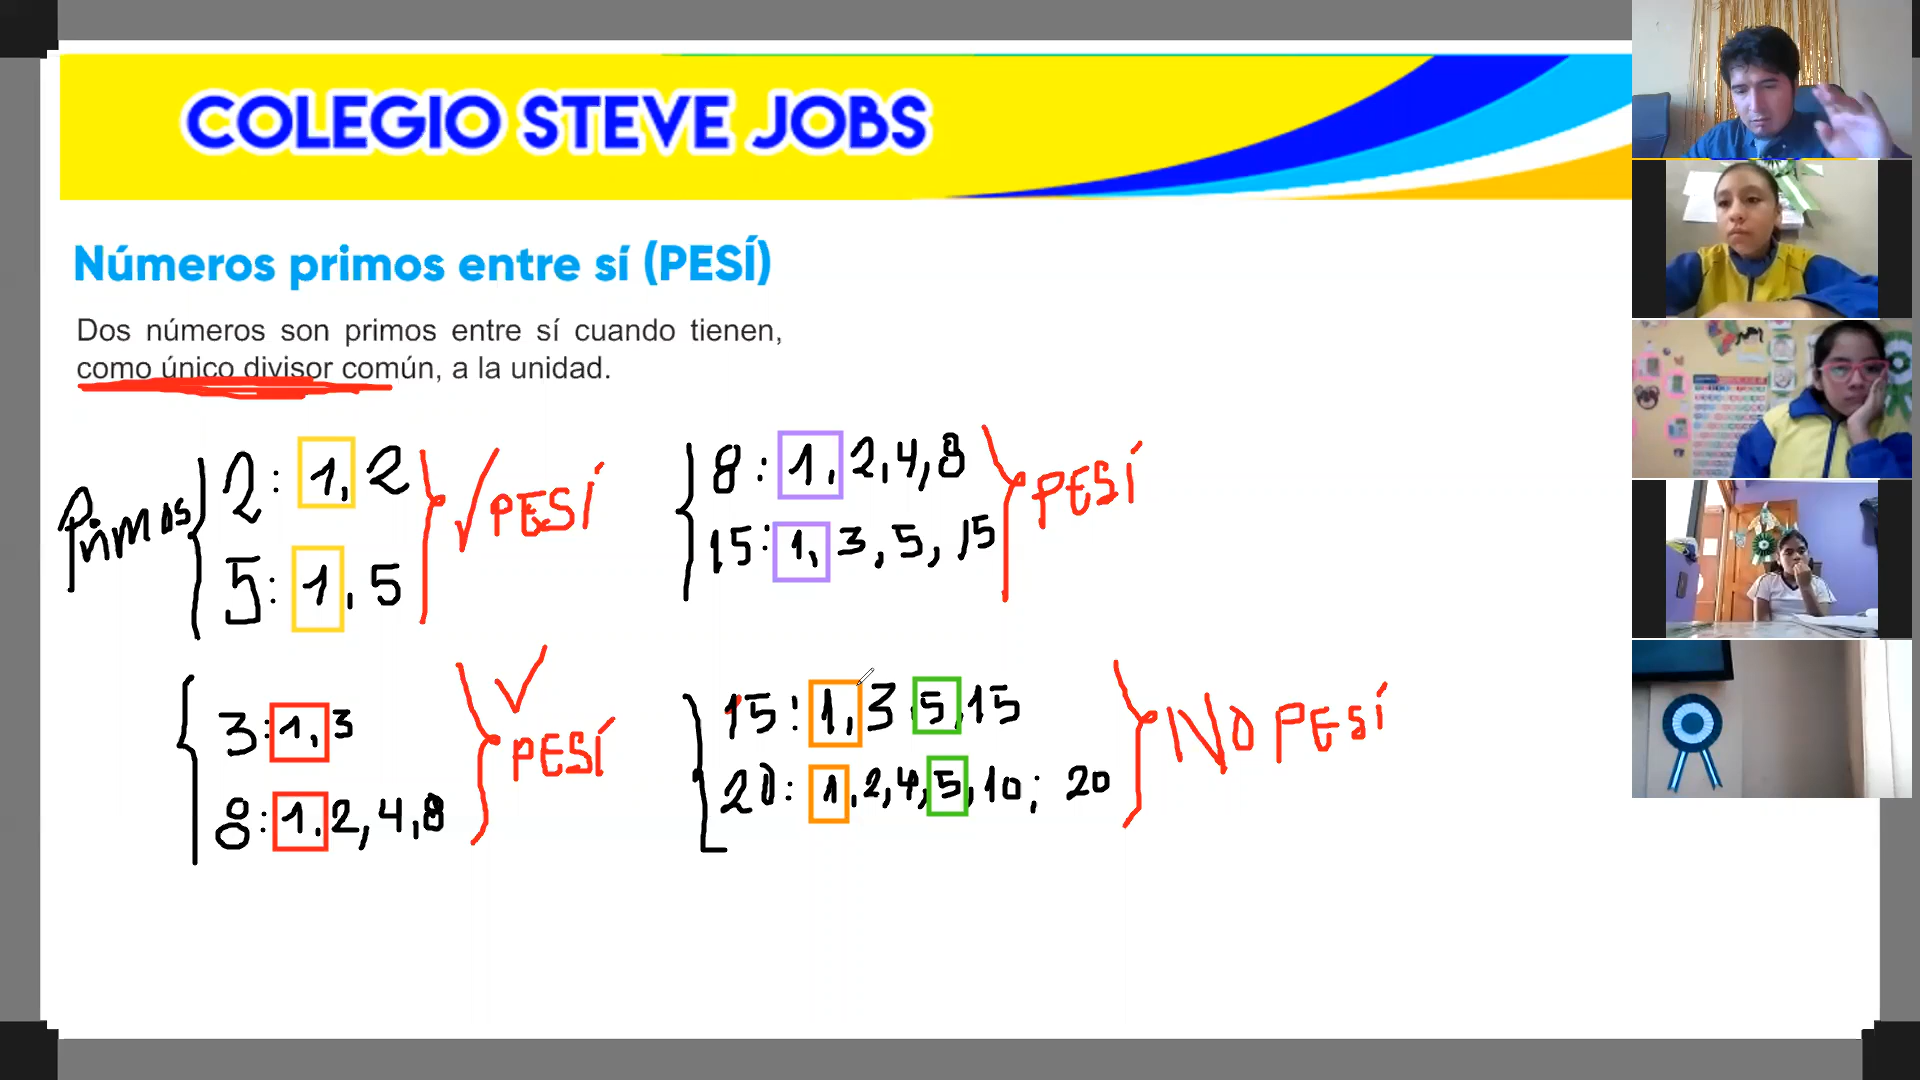 COLEGIO STEVE JOBS
Números primos entre sí (PESÍ)
Dos números son primos entre sí cuando tienen,
como único divisor común, a la unidad.
Primos
2: 1, 2
5: 1, 5
PESÍ
8: 1, 2, 4, 8
15: 1, 3, 5, 15
PESÍ
3: 1, 3
8: 1, 2, 4, 8
PESÍ
15: 1, 3 5, 15
20: 1, 2, 4, 5, 10; 20
NO PESÍ